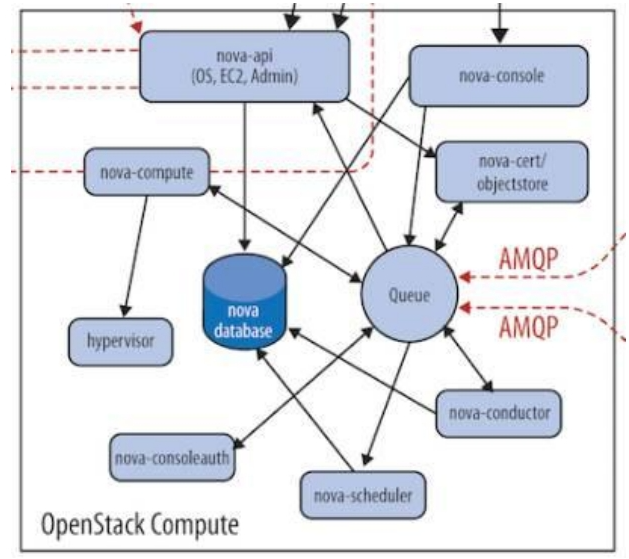 nova-api
(OS, EC2, Admin)
nova-console
nova-cert/
objectstore
nova-compute
AMQP
Queue
nova
database
AMQP
hypervisor
nova-conductor
nova-consoleauth
nova-scheduler
OpenStack Compute